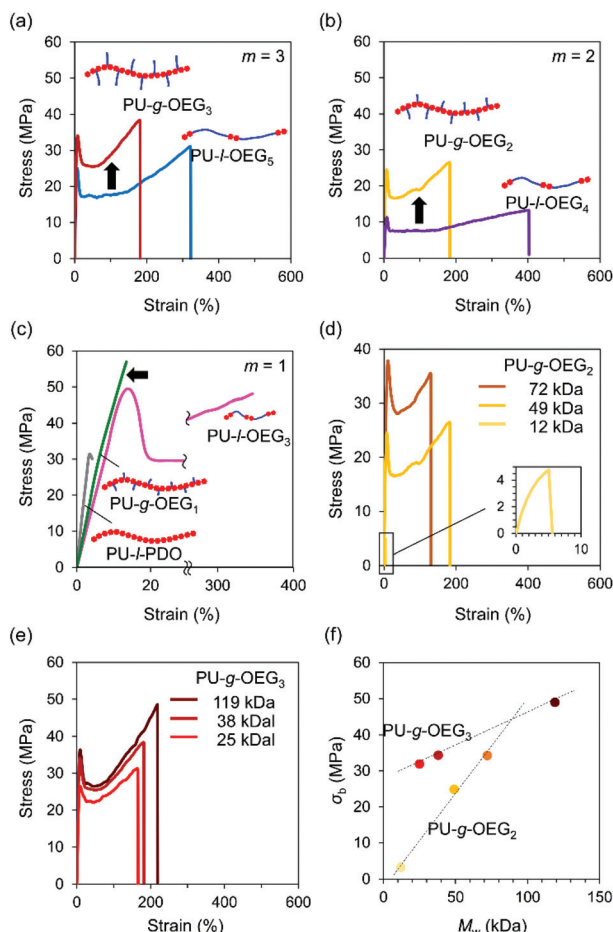 (a)
60
50
40
30
20
10
0
Stress (MPa)
m = 3
PU-g-OEG₃
PU-l-OEG₅
0 200 400 600
Strain (%)
(b)
60
50
40
30
20
10
0
Stress (MPa)
m = 2
PU-g-OEG₂
PU-l-OEG₄
0 200 400 600
Strain (%)
(c)
60
50
40
30
20
10
0
Stress (MPa)
m = 1
PU-l-OEG₃
PU-g-OEG₁
PU-l-PDO
0 20 200 400
Strain (%)
(d)
60
50
40
30
20
10
0
Stress (MPa)
PU-g-OEG₂
72 kDa
49 kDa
12 kDa
4
2
0
0 10
0 200 400 600
Strain (%)
(e)
60
50
40
30
20
10
0
Stress (MPa)
PU-g-OEG₃
119 kDa
38 kDal
25 kDal
0 200 400 600
Strain (%)
(f)
60
50
40
30
20
10
0
σb (MPa)
PU-g-OEG₃
PU-g-OEG₂
0 50 100 150
Mw (kDa)